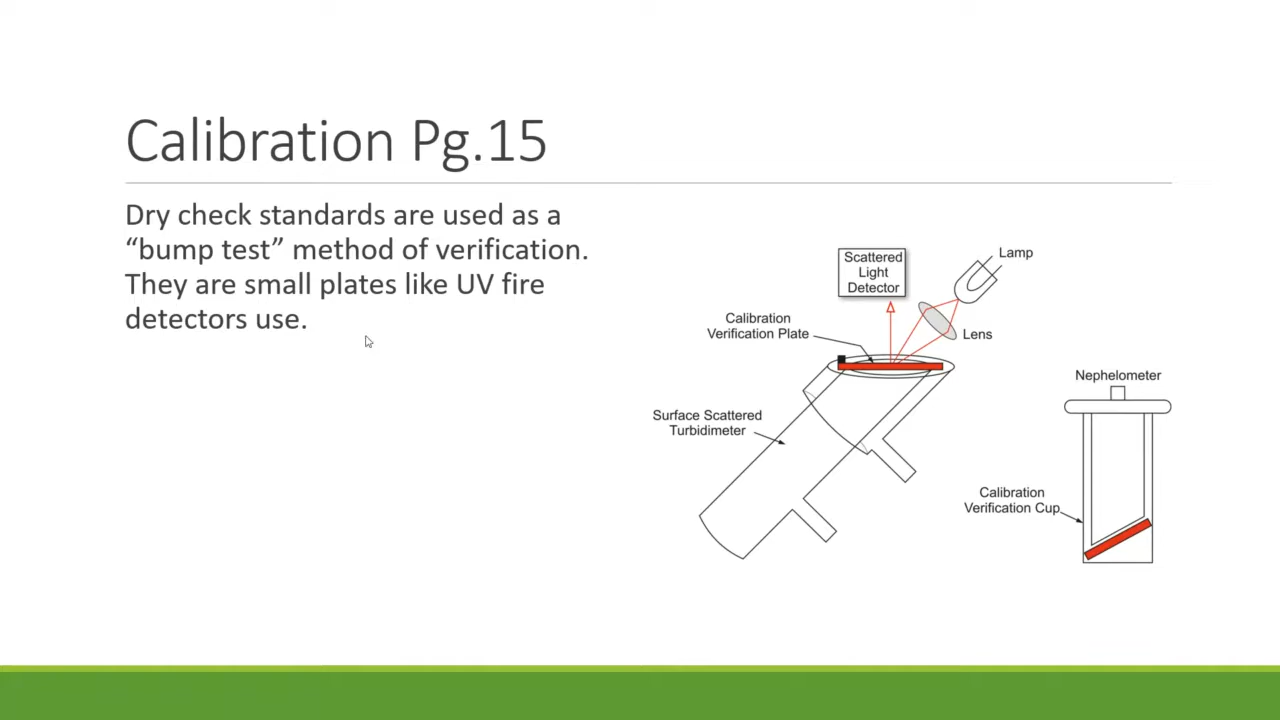 Calibration Pg.15
Dry check standards are used as a
“bump test” method of verification.
They are small plates like UV fire
detectors use.
Scattered
Light
Detector
Lamp
Calibration
Verification Plate
Lens
Surface Scattered
Turbidimeter
Nephelometer
Calibration
Verification Cup